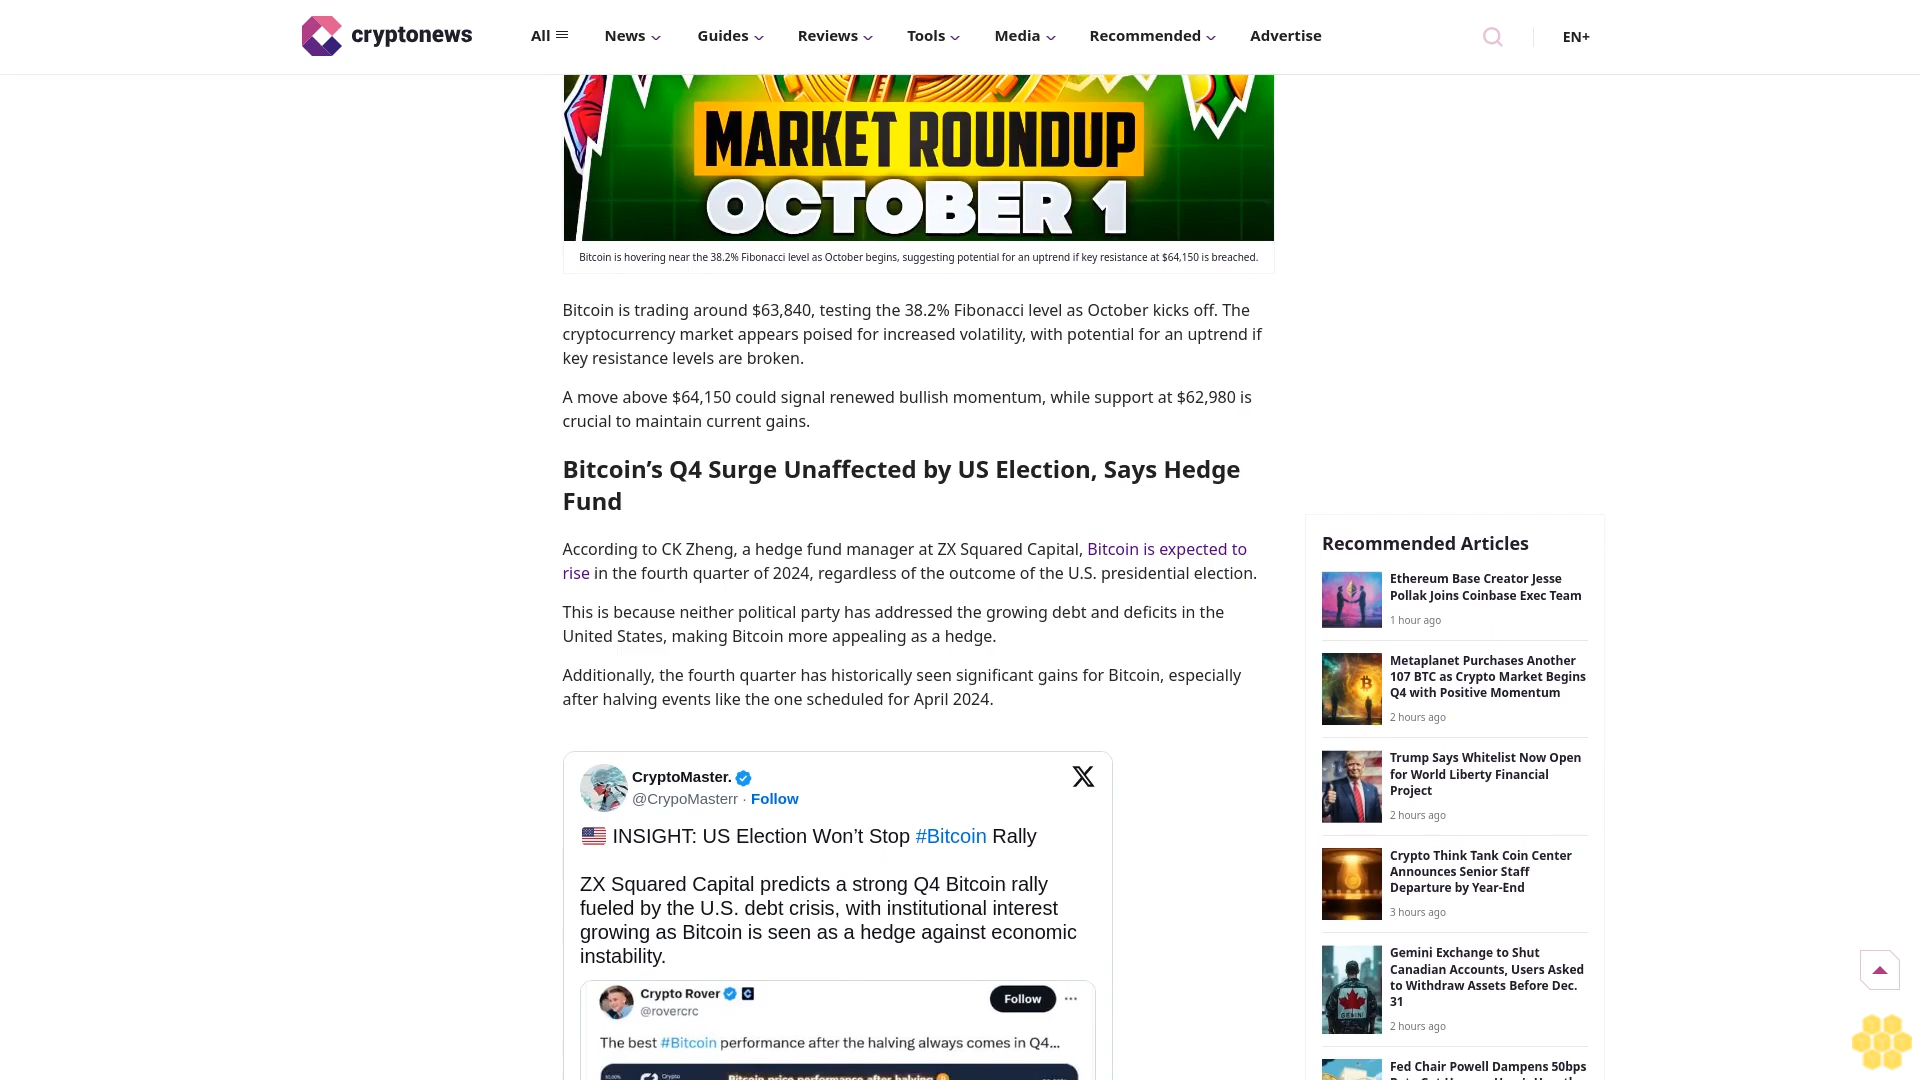 cryptonews
All
News
Guides
Reviews
Tools
Media
Recommended
Advertise
EN+
MARKET ROUNDUP
OCTOBER 1
Bitcoin is hovering near the 38.2% Fibonacci level as October begins, suggesting potential for an uptrend if key resistance at $64,150 is breached.
Bitcoin is trading around $63,840, testing the 38.2% Fibonacci level as October kicks off. The
cryptocurrency market appears poised for increased volatility, with potential for an uptrend if
key resistance levels are broken.
A move above $64,150 could signal renewed bullish momentum, while support at $62,980 is
crucial to maintain current gains.
Bitcoin’s Q4 Surge Unaffected by US Election, Says Hedge
Fund
According to CK Zheng, a hedge fund manager at ZX Squared Capital, Bitcoin is expected to
rise in the fourth quarter of 2024, regardless of the outcome of the U.S. presidential election.
This is because neither political party has addressed the growing debt and deficits in the
United States, making Bitcoin more appealing as a hedge.
Additionally, the fourth quarter has historically seen significant gains for Bitcoin, especially
after halving events like the one scheduled for April 2024.
CryptoMaster.
@CrypoMasterr · Follow
🇺🇸 INSIGHT: US Election Won’t Stop #Bitcoin Rally
ZX Squared Capital predicts a strong Q4 Bitcoin rally
fueled by the U.S. debt crisis, with institutional interest
growing as Bitcoin is seen as a hedge against economic
instability.
Crypto Rover
@rovercrc
Follow
The best #Bitcoin performance after the halving always comes in Q4...
Crypto
Bitcoin price performance after halving
Recommended Articles
Ethereum Base Creator Jesse
Pollak Joins Coinbase Exec Team
1 hour ago
Metaplanet Purchases Another
107 BTC as Crypto Market Begins
Q4 with Positive Momentum
2 hours ago
Trump Says Whitelist Now Open
for World Liberty Financial
Project
2 hours ago
Crypto Think Tank Coin Center
Announces Senior Staff
Departure by Year-End
3 hours ago
GEMINI
Gemini Exchange to Shut
Canadian Accounts, Users Asked
to Withdraw Assets Before Dec.
31
2 hours ago
Fed Chair Powell Dampens 50bps